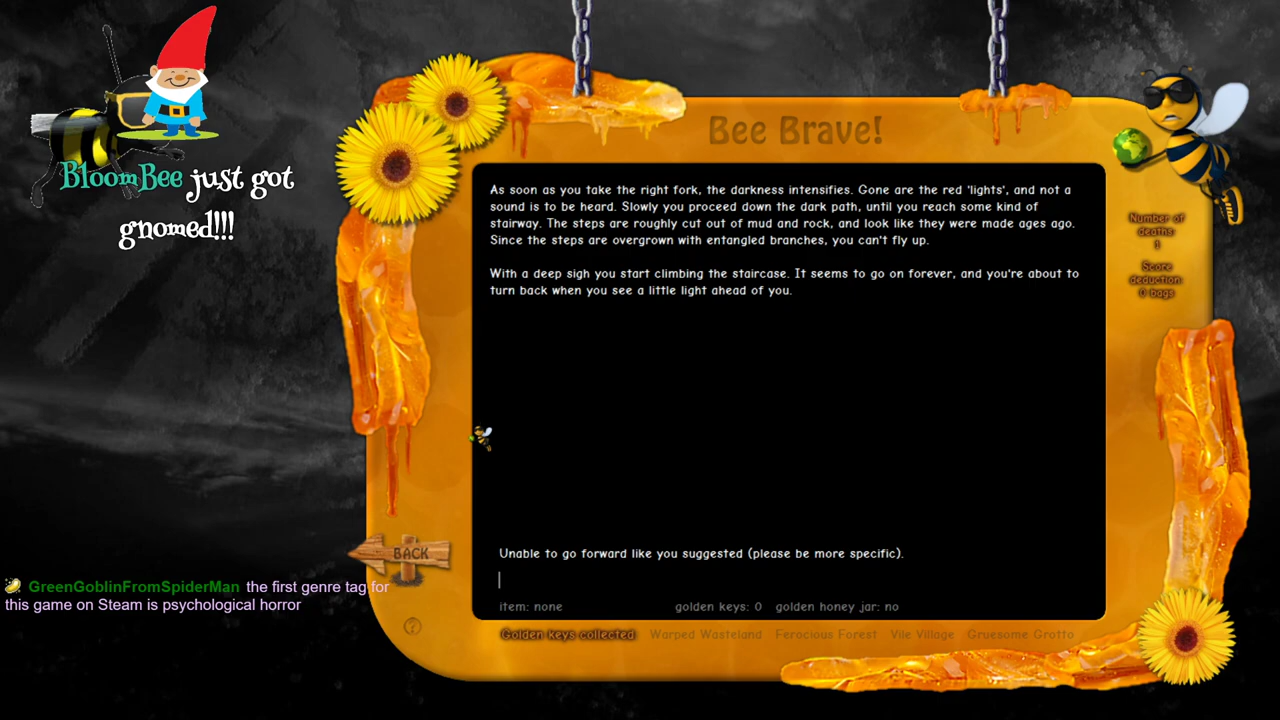 BloomBee just got
gnomed!!!
Bee Brave!
As soon as you take the right fork, the darkness intensifies. Gone are the red 'lights', and not a
sound is to be heard. Slowly you proceed down the dark path, until you reach some kind of
stairway. The steps are roughly cut out of mud and rock, and look like they were made ages ago.
Since the steps are overgrown with entangled branches, you can't fly up.
With a deep sigh you start climbing the staircase. It seems to go on forever, and you're about to
turn back when you see a little light ahead of you.
Number of
deaths:
1
Score
deduction:
0 bags
Unable to go forward like you suggested (please be more specific).
BACK
GreenGoblinFromSpiderMan the first genre tag for
this game on Steam is psychological horror
item: none golden keys: 0 golden honey jar: no
?
Golden keys collected Warped Wasteland Ferocious Forest Vile Village Gruesome Grotto